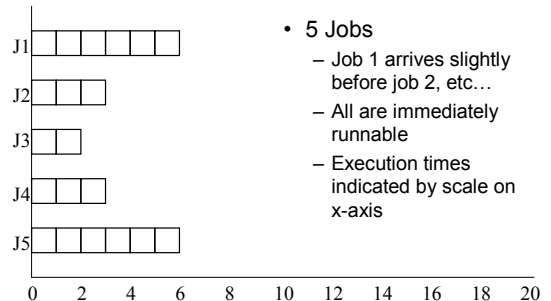 • 5 Jobs
– Job 1 arrives slightly
before job 2, etc…
– All are immediately
runnable
– Execution times
indicated by scale on
x-axis
J1
J2
J3
J4
J5
0 2 4 6 8 10 12 14 16 18 20